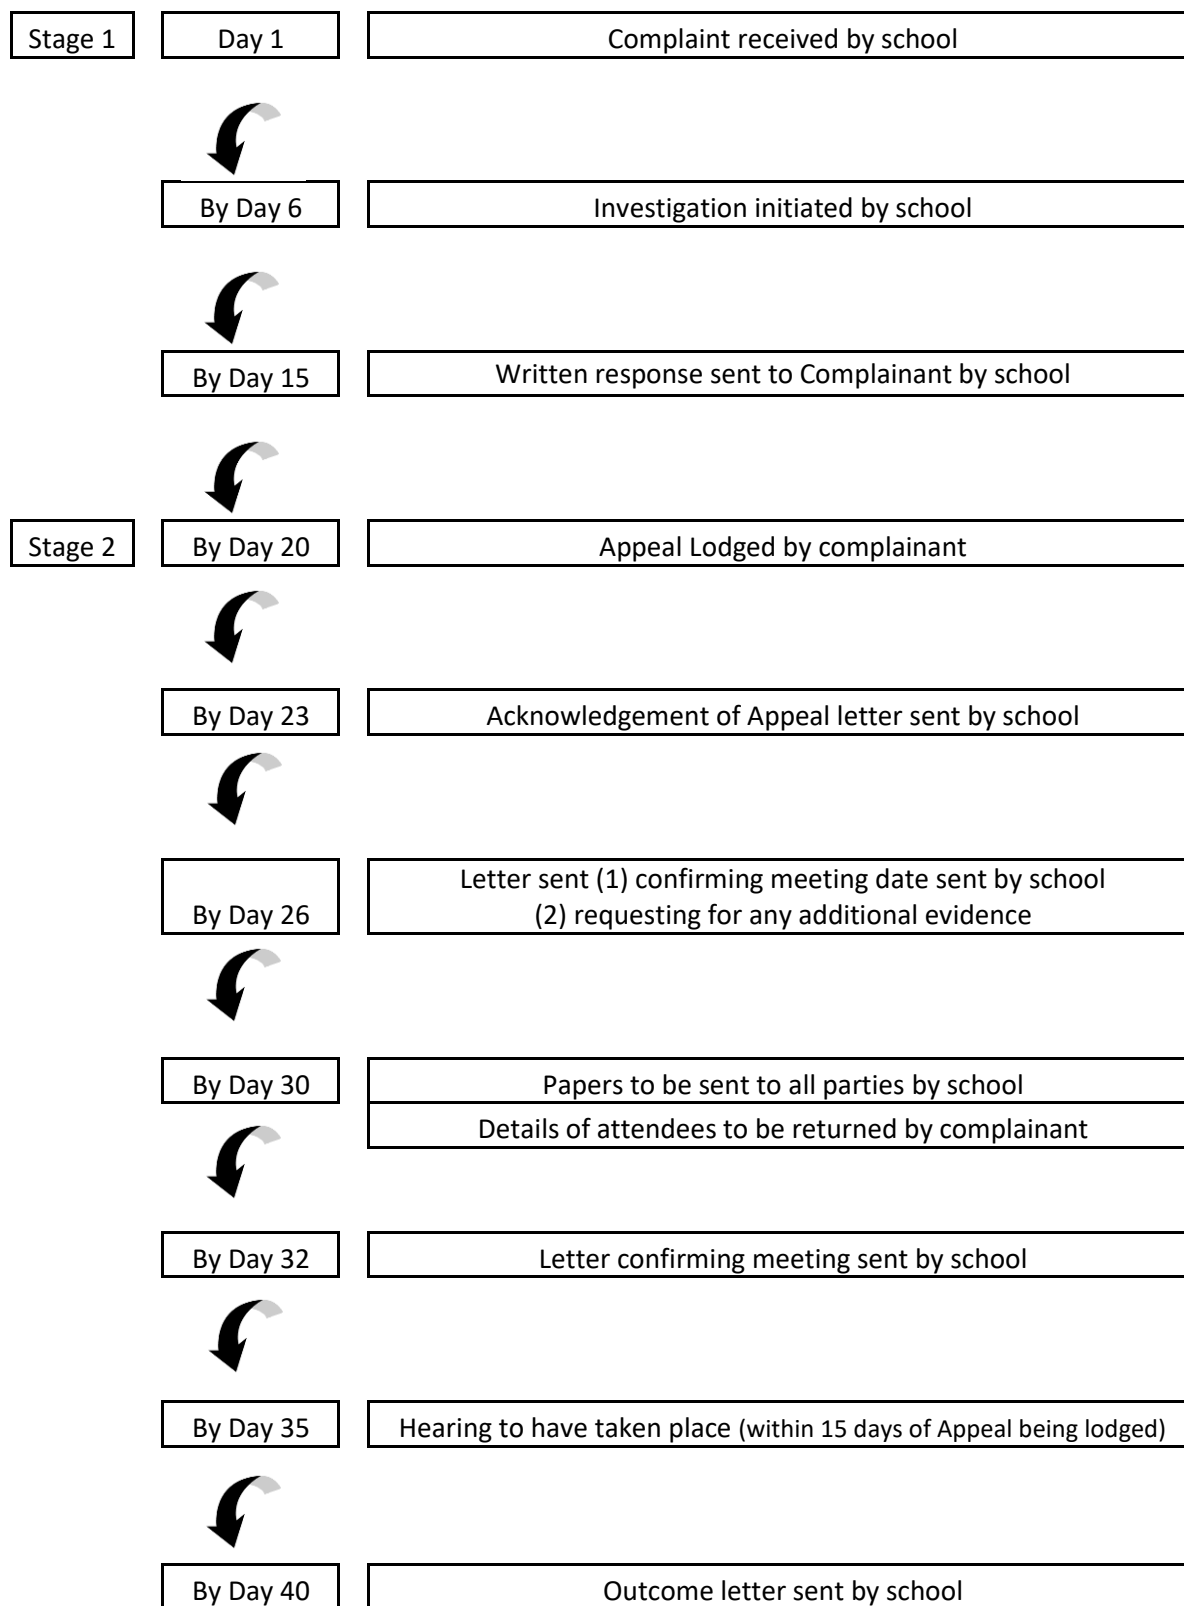 Stage 1 Day 1 Complaint received by school
By Day 6 Investigation initiated by school
By Day 15 Written response sent to Complainant by school
Stage 2 By Day 20 Appeal Lodged by complainant
By Day 23 Acknowledgement of Appeal letter sent by school
Letter sent (1) confirming meeting date sent by school
By Day 26 (2) requesting for any additional evidence
By Day 30 Papers to be sent to all parties by school
Details of attendees to be returned by complainant
By Day 32 Letter confirming meeting sent by school
By Day 35 Hearing to have taken place (within 15 days of Appeal being lodged)
By Day 40 Outcome letter sent by school